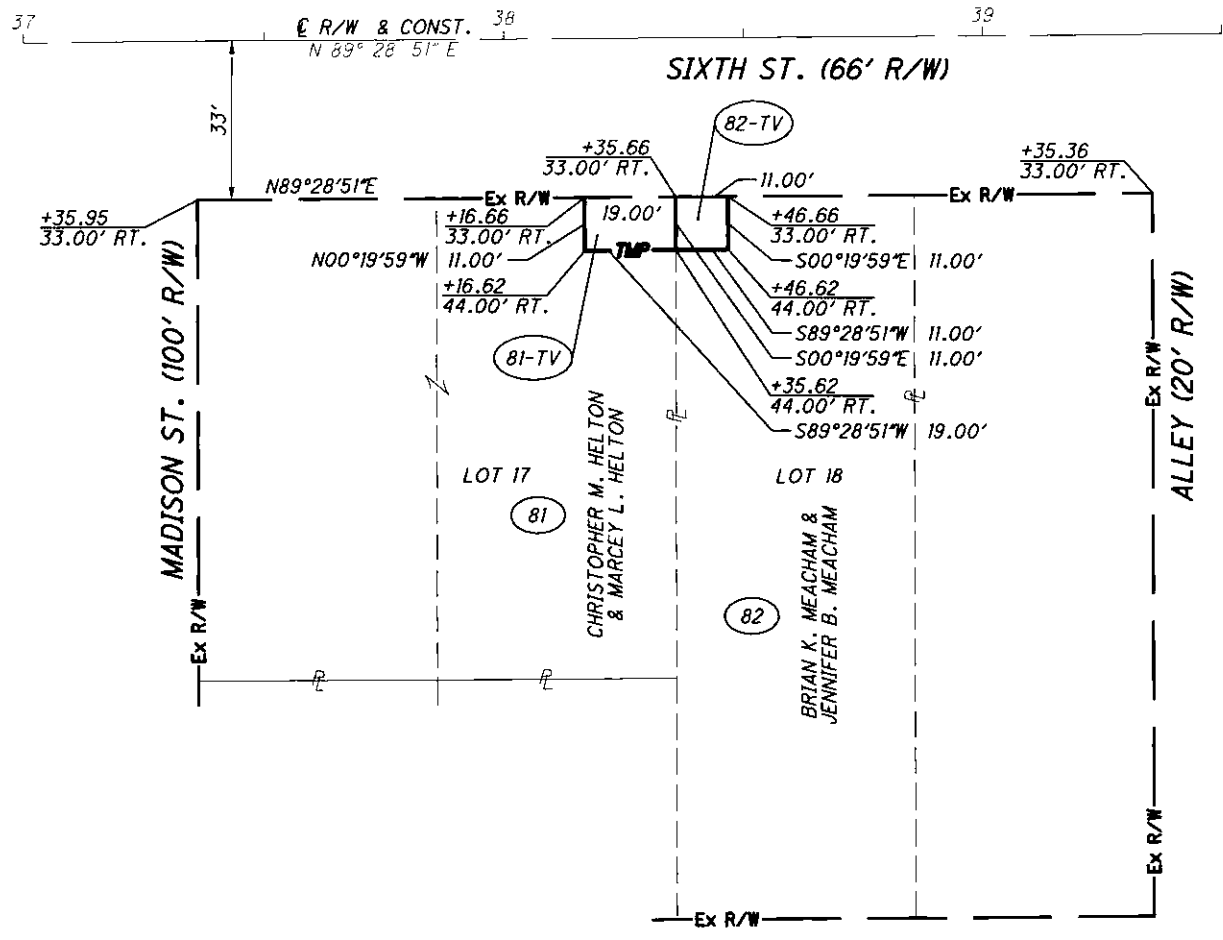 37
38
39
℄ R/W & CONST.
N 89° 28' 51" E
SIXTH ST. (66' R/W)
33'
82-TV
+35.66
33.00' RT.
11.00'
+35.36
33.00' RT.
N89°28'51"E
Ex R/W
Ex R/W
+35.95
33.00' RT.
+16.66
33.00' RT.
19.00'
+46.66
33.00' RT.
N00°19'59"W 11.00'
TMP
S00°19'59"E 11.00'
+16.62
44.00' RT.
+46.62
44.00' RT.
S89°28'51"W 11.00'
81-TV
S00°19'59"E 11.00'
+35.62
44.00' RT.
S89°28'51"W 19.00'
MADISON ST. (100' R/W)
Ex R/W
ALLEY (20' R/W)
PL
PL
LOT 17
LOT 18
81
CHRISTOPHER M. HELTON
& MARCEY L. HELTON
82
BRIAN K. MEACHAM &
JENNIFER B. MEACHAM
Ex R/W
PL
PL
Ex R/W
Ex R/W